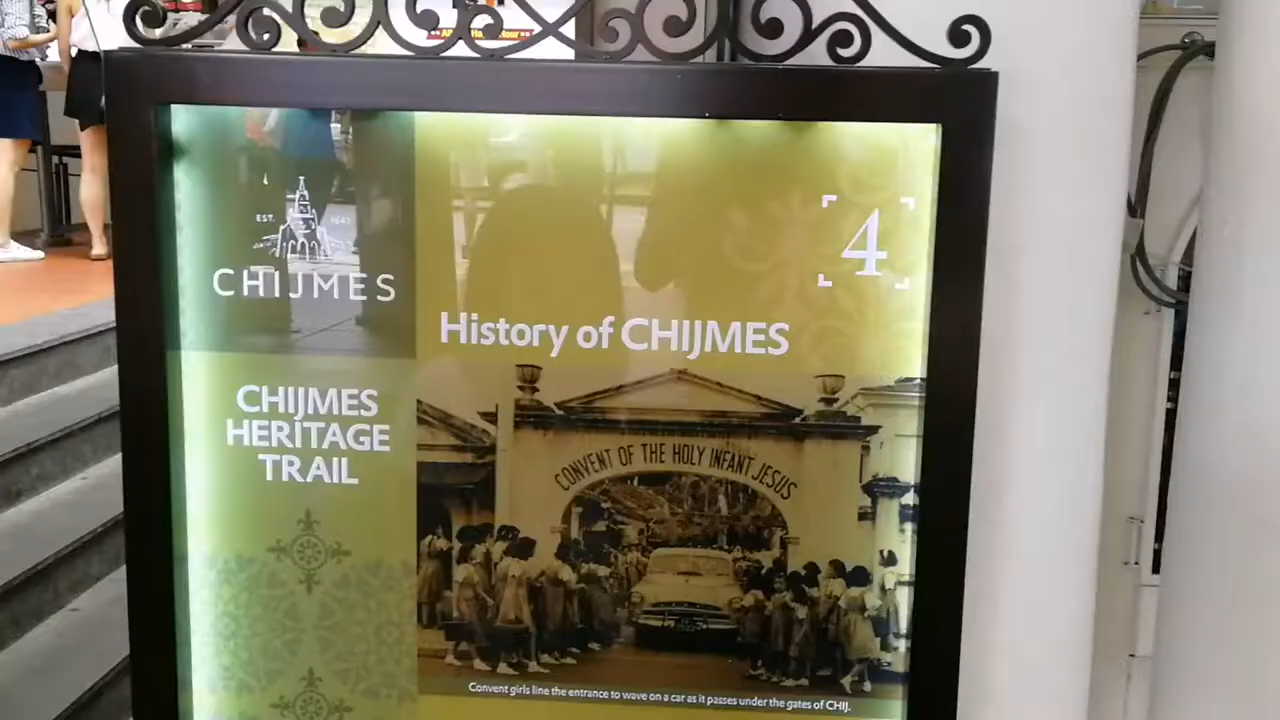 EST.
CHIJMES
4
History of CHIJMES
CHIJMES
HERITAGE
TRAIL
CONVENT OF THE HOLY INFANT JESUS
Convent girls line the entrance to wave on a car as it passes under the gates of CHIJ.